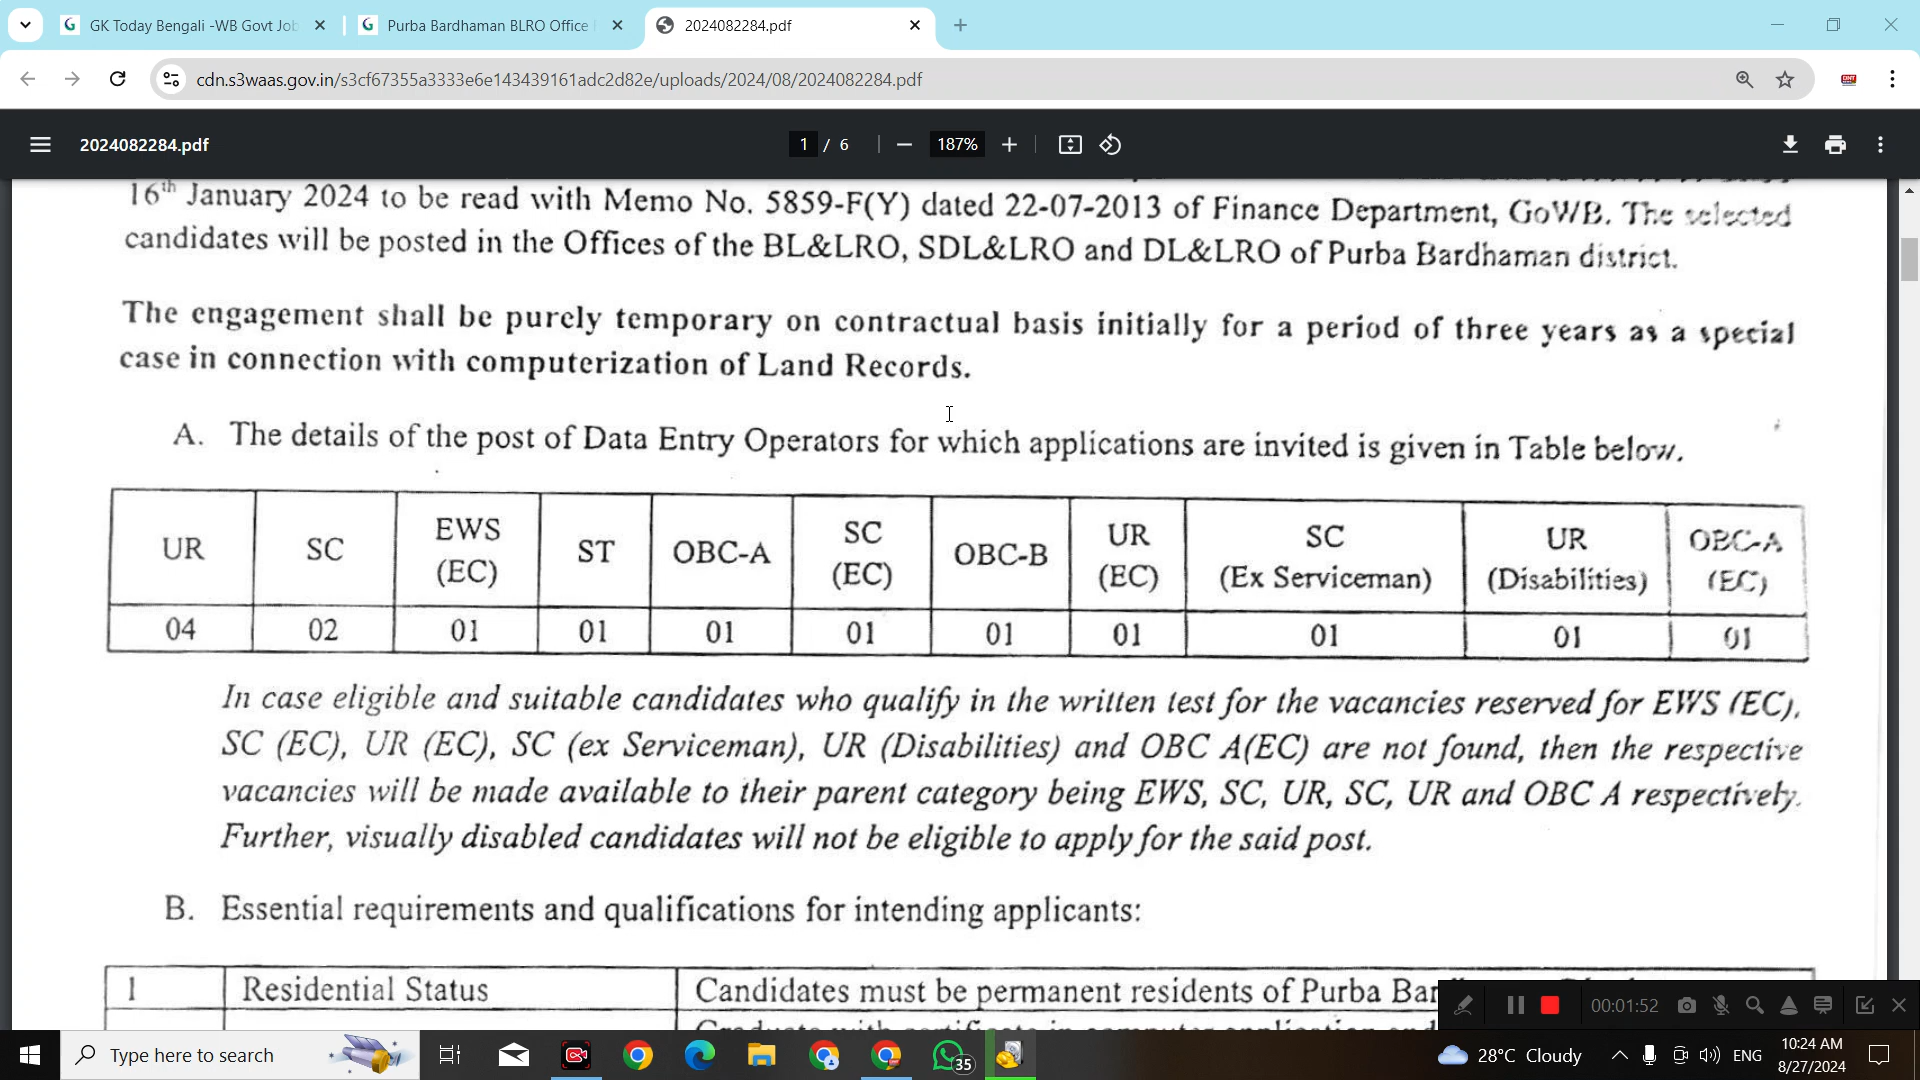 GK Today Bengali -WB Govt Job
Purba Bardhaman BLRO Office
2024082284.pdf
cdn.s3waas.gov.in/s3cf67355a3333e6e143439161adc2d82e/uploads/2024/08/2024082284.pdf
2024082284.pdf
1 / 6
187%
16th January 2024 to be read with Memo No. 5859-F(Y) dated 22-07-2013 of Finance Department, GoWB. The selected
candidates will be posted in the Offices of the BL&LRO, SDL&LRO and DL&LRO of Purba Bardhaman district.
The engagement shall be purely temporary on contractual basis initially for a period of three years as a special
case in connection with computerization of Land Records.
A. The details of the post of Data Entry Operators for which applications are invited is given in Table below.
UR SC EWS (EC) ST OBC-A SC (EC) OBC-B UR (EC) SC (Ex Serviceman) UR (Disabilities) OBC-A (EC)
04 02 01 01 01 01 01 01 01 01 01
In case eligible and suitable candidates who qualify in the written test for the vacancies reserved for EWS (EC),
SC (EC), UR (EC), SC (ex Serviceman), UR (Disabilities) and OBC A(EC) are not found, then the respective
vacancies will be made available to their parent category being EWS, SC, UR, SC, UR and OBC A respectively.
Further, visually disabled candidates will not be eligible to apply for the said post.
B. Essential requirements and qualifications for intending applicants:
1 Residential Status Candidates must be permanent residents of Purba Bar
00:01:52
Type here to search
35
28°C Cloudy
ENG
10:24 AM
8/27/2024